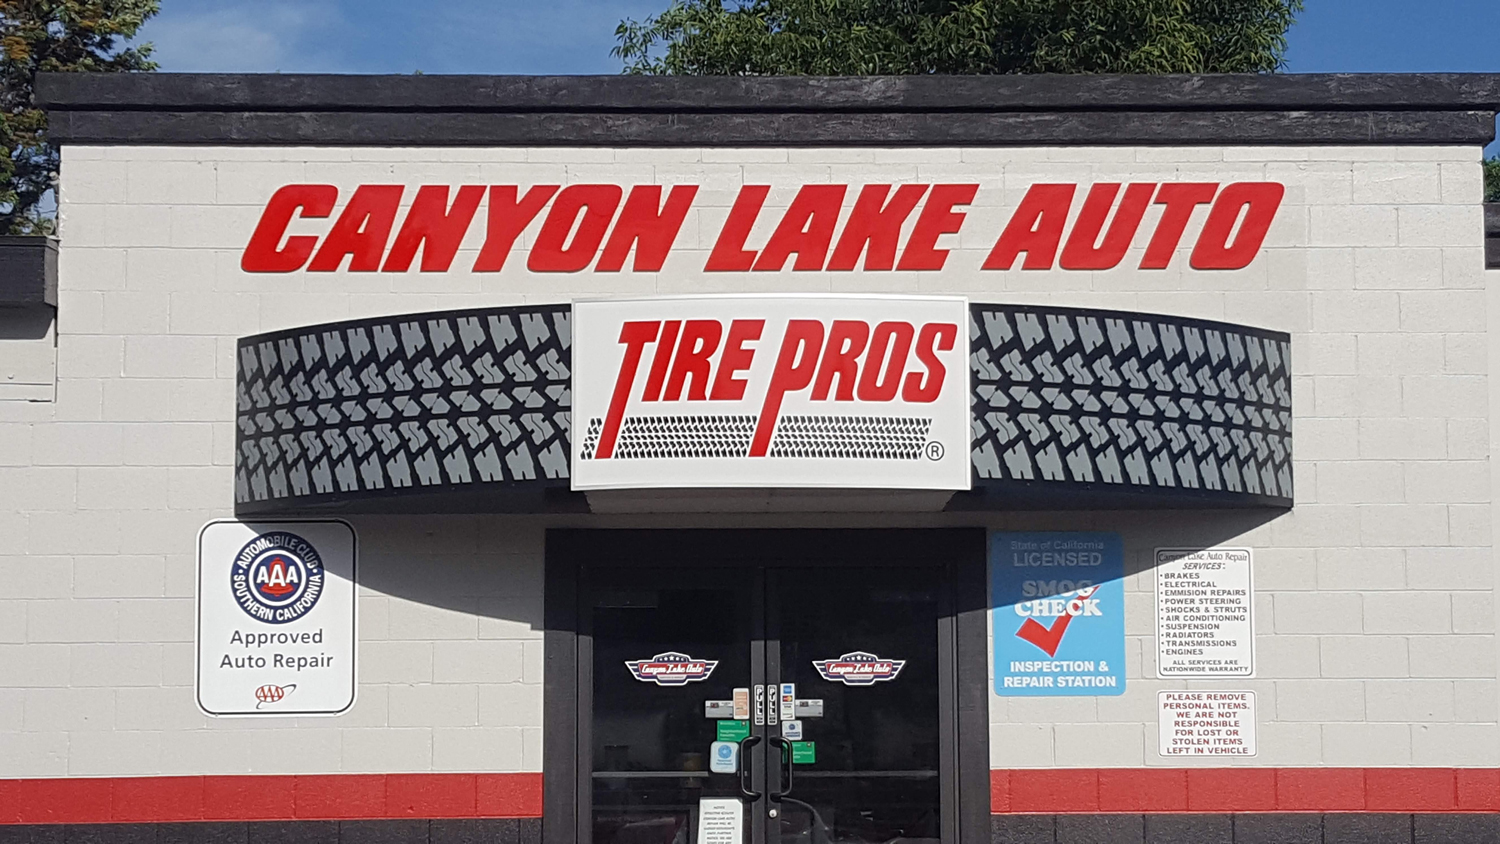 CANYON LAKE AUTO
TIRE PROS
®
AUTOMOBILE CLUB
AAA
SOUTHERN CALIFORNIA
Approved
Auto Repair
AAA
State of California
LICENSED
SMOG
CHECK
INSPECTION &
REPAIR STATION
Canyon Lake Auto Repair
SERVICES:
• BRAKES
• ELECTRICAL
• EMMISION REPAIRS
• POWER STEERING
• SHOCKS & STRUTS
• AIR CONDITIONING
• SUSPENSION
• RADIATORS
• TRANSMISSIONS
• ENGINES
ALL SERVICES ARE
NATIONWIDE WARRANTY
PLEASE REMOVE
PERSONAL ITEMS.
WE ARE NOT
RESPONSIBLE
FOR LOST OR
STOLEN ITEMS
LEFT IN VEHICLE
Canyon Lake Auto
Canyon Lake Auto
PULL
PULL